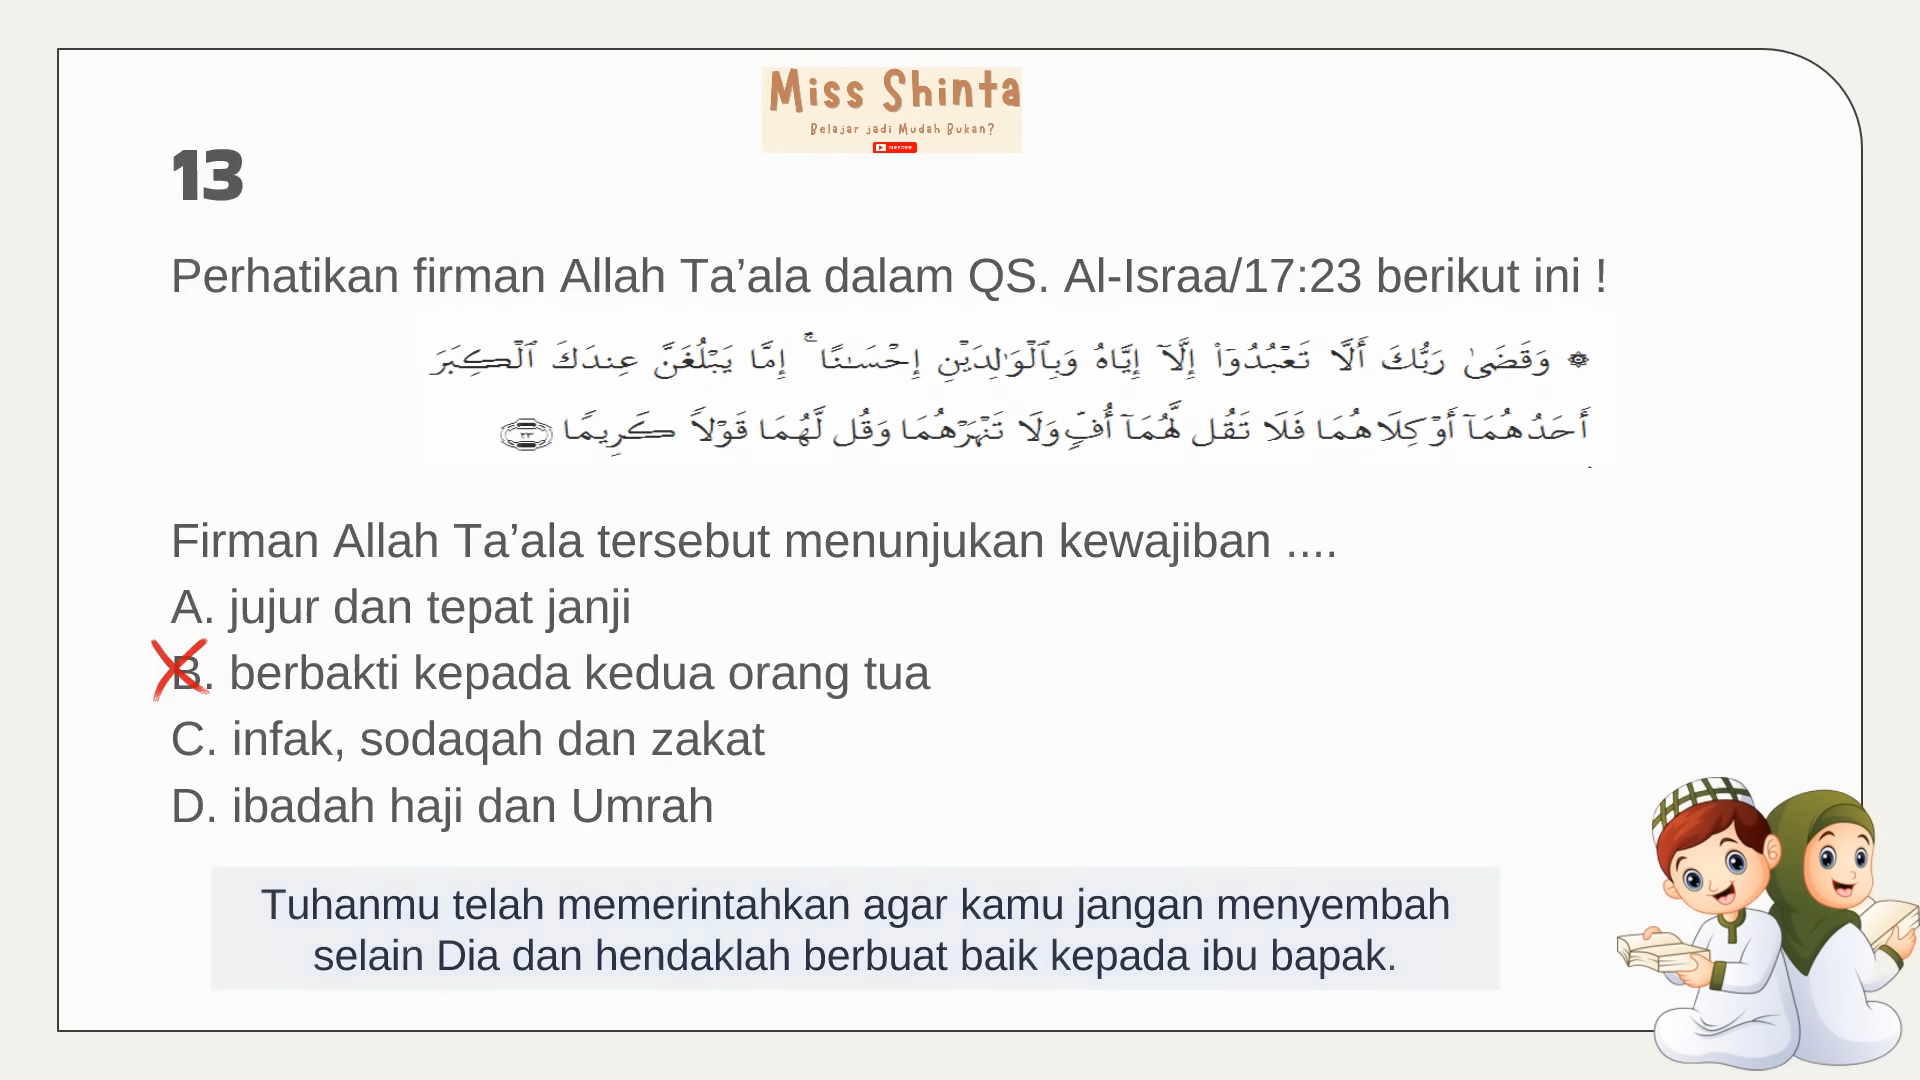 Miss Shinta
Belajar jadi Mudah Bukan?
SUBSCRIBE
13
Perhatikan firman Allah Ta’ala dalam QS. Al-Israa/17:23 berikut ini !
۞ وَقَضَىٰ رَبُّكَ أَلَّا تَعْبُدُوٓا۟ إِلَّآ إِيَّاهُ وَبِٱلْوَٰلِدَيْنِ إِحْسَـٰنًا ۚ إِمَّا يَبْلُغَنَّ عِندَكَ ٱلْكِبَرَ
أَحَدُهُمَآ أَوْ كِلَاهُمَا فَلَا تَقُل لَّهُمَآ أُفٍّ وَلَا تَنْهَرْهُمَا وَقُل لَّهُمَا قَوْلًا كَرِيمًا ٢٣
Firman Allah Ta’ala tersebut menunjukan kewajiban ....
A. jujur dan tepat janji
B. berbakti kepada kedua orang tua
C. infak, sodaqah dan zakat
D. ibadah haji dan Umrah
Tuhanmu telah memerintahkan agar kamu jangan menyembah
selain Dia dan hendaklah berbuat baik kepada ibu bapak.